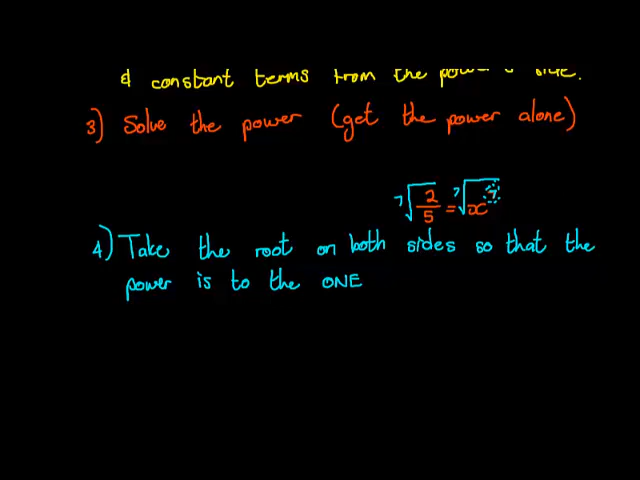 & constant terms from the power's side.
3) Solve the power (get the power alone)
⁷√(2/5) = ⁷√(x⁷)
4) Take the root on both sides so that the
power is to the ONE